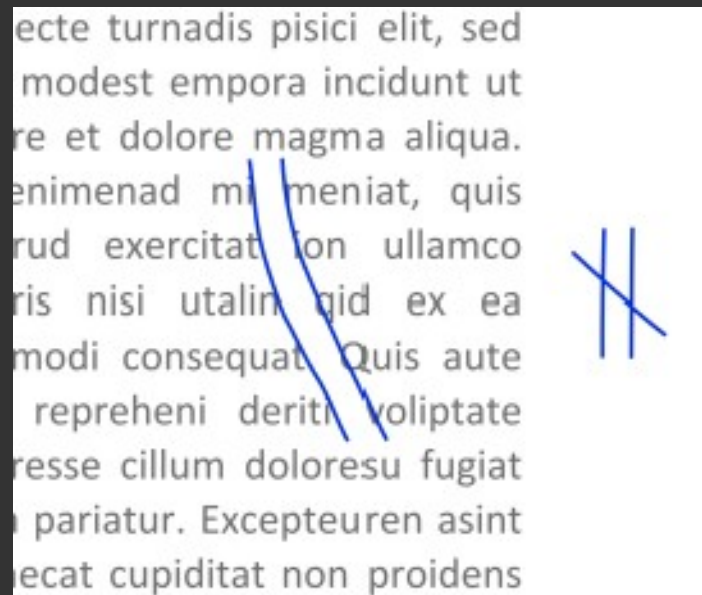 ecte turnadis pisici elit, sed
modest empora incidunt ut
re et dolore magma aliqua.
enimenad mi meniat, quis
rud exercitat ion ullamco
ris nisi utalin qid ex ea
modi consequat Quis aute
repreheni deriti voliptate
resse cillum doloresu fugiat
pariatur. Excepteuren asint
ecat cupiditat non proidens